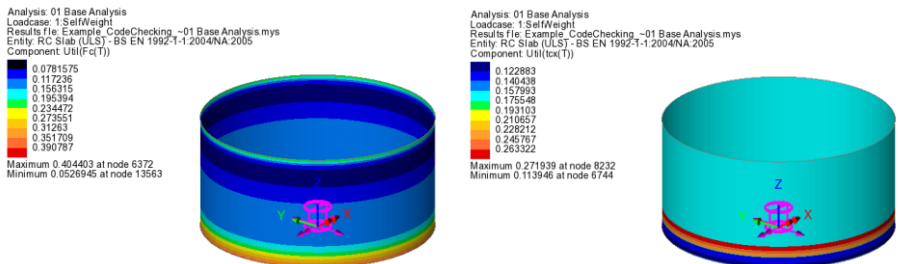 Analysis: 01 Base Analysis
Loadcase: 1:SelfWeight
Results file: Example_CodeChecking_~01 Base Analysis.mys
Entity: RC Slab (ULS) - BS EN 1992-1-1:2004/NA:2005
Component: Util(Fc(T))
0.0781575
0.117236
0.156315
0.195394
0.234472
0.273551
0.31263
0.351709
0.390787
Maximum 0.404403 at node 6372
Minimum 0.0526945 at node 13563
Z
Y
X
Analysis: 01 Base Analysis
Loadcase: 1:SelfWeight
Results file: Example_CodeChecking_~01 Base Analysis.mys
Entity: RC Slab (ULS) - BS EN 1992-1-1:2004/NA:2005
Component: Util(tcx(T))
0.122883
0.140438
0.157993
0.175548
0.193103
0.210657
0.228212
0.245767
0.263322
Maximum 0.271939 at node 8232
Minimum 0.113946 at node 6744
Z
Y
X